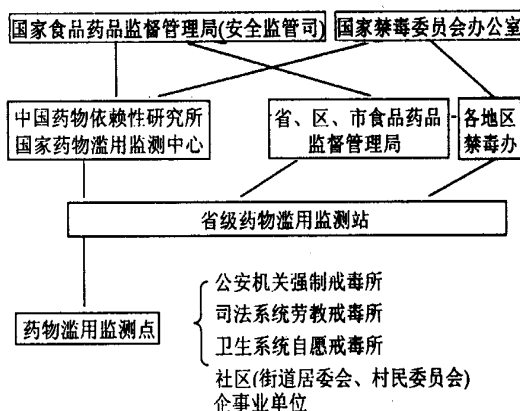 国家食品药品监督管理局(安全监管司)
国家禁毒委员会办公室
中国药物依赖性研究所
国家药物滥用监测中心
省、区、市食品药品
监督管理局
各地区
禁毒办
省级药物滥用监测站
药物滥用监测点
公安机关强制戒毒所
司法系统劳教戒毒所
卫生系统自愿戒毒所
社区(街道居委会、村民委员会)
企事业单位